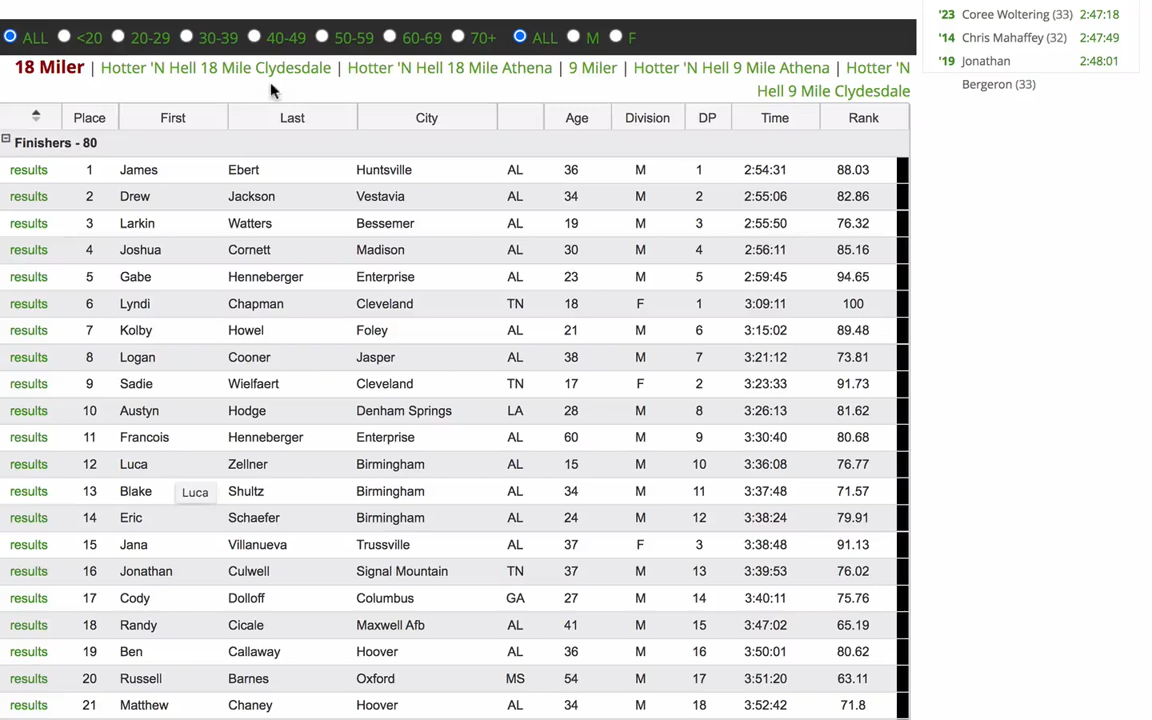 '23 Coree Woltering (33) 2:47:18
'14 Chris Mahaffey (32) 2:47:49
'19 Jonathan Bergeron (33) 2:48:01
ALL <20 20-29 30-39 40-49 50-59 60-69 70+ ALL M F
18 Miler | Hotter 'N Hell 18 Mile Clydesdale | Hotter 'N Hell 18 Mile Athena | 9 Miler | Hotter 'N Hell 9 Mile Athena | Hotter 'N
Hell 9 Mile Clydesdale
Place First Last City Age Division DP Time Rank
Finishers - 80
results 1 James Ebert Huntsville AL 36 M 1 2:54:31 88.03
results 2 Drew Jackson Vestavia AL 34 M 2 2:55:06 82.86
results 3 Larkin Watters Bessemer AL 19 M 3 2:55:50 76.32
results 4 Joshua Cornett Madison AL 30 M 4 2:56:11 85.16
results 5 Gabe Henneberger Enterprise AL 23 M 5 2:59:45 94.65
results 6 Lyndi Chapman Cleveland TN 18 F 1 3:09:11 100
results 7 Kolby Howel Foley AL 21 M 6 3:15:02 89.48
results 8 Logan Cooner Jasper AL 38 M 7 3:21:12 73.81
results 9 Sadie Wielfaert Cleveland TN 17 F 2 3:23:33 91.73
results 10 Austyn Hodge Denham Springs LA 28 M 8 3:26:13 81.62
results 11 Francois Henneberger Enterprise AL 60 M 9 3:30:40 80.68
results 12 Luca Zellner Birmingham AL 15 M 10 3:36:08 76.77
results 13 Blake Shultz Birmingham AL 34 M 11 3:37:48 71.57
Luca
results 14 Eric Schaefer Birmingham AL 24 M 12 3:38:24 79.91
results 15 Jana Villanueva Trussville AL 37 F 3 3:38:48 91.13
results 16 Jonathan Culwell Signal Mountain TN 37 M 13 3:39:53 76.02
results 17 Cody Dolloff Columbus GA 27 M 14 3:40:11 75.76
results 18 Randy Cicale Maxwell Afb AL 41 M 15 3:47:02 65.19
results 19 Ben Callaway Hoover AL 36 M 16 3:50:01 80.62
results 20 Russell Barnes Oxford MS 54 M 17 3:51:20 63.11
results 21 Matthew Chaney Hoover AL 34 M 18 3:52:42 71.8